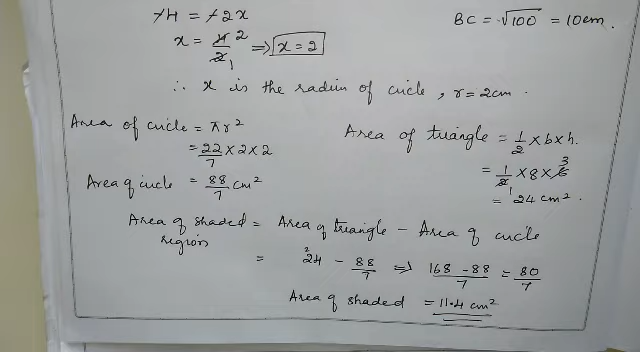 -4 = -2x
BC = √100 = 10cm.
x = 4/2 2/1 ⇒ x = 2
∴ x is the radius of circle, r = 2cm.
Area of circle = πr²
= 22/7 x 2 x 2
Area of circle = 88/7 cm²
Area of triangle = 1/2 x b x h.
= 1/2 x 8 x 6 3
1
= 24 cm².
Area of shaded region = Area of triangle - Area of circle
= 24 - 88/7 ⇒ 168 - 88/7 = 80/7
Area of shaded = 11.4 cm²